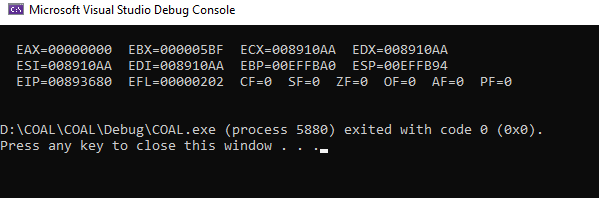 Microsoft Visual Studio Debug Console
EAX=00000000 EBX=000005BF ECX=008910AA EDX=008910AA
ESI=008910AA EDI=008910AA EBP=00EFFBA0 ESP=00EFFB94
EIP=00893680 EFL=00000202 CF=0 SF=0 ZF=0 OF=0 AF=0 PF=0
D:\COAL\COAL\Debug\COAL.exe (process 5880) exited with code 0 (0x0).
Press any key to close this window . . .